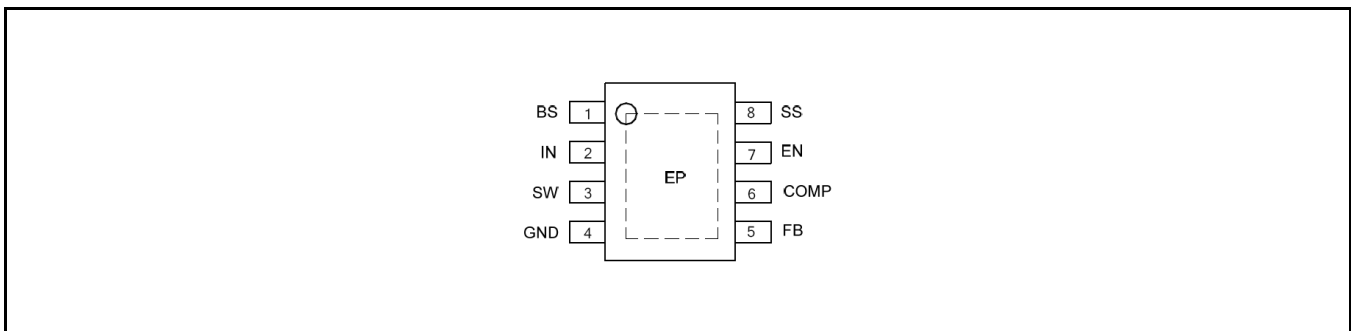 BS 1 8 SS
IN 2 7 EN
EP
SW 3 6 COMP
GND 4 5 FB